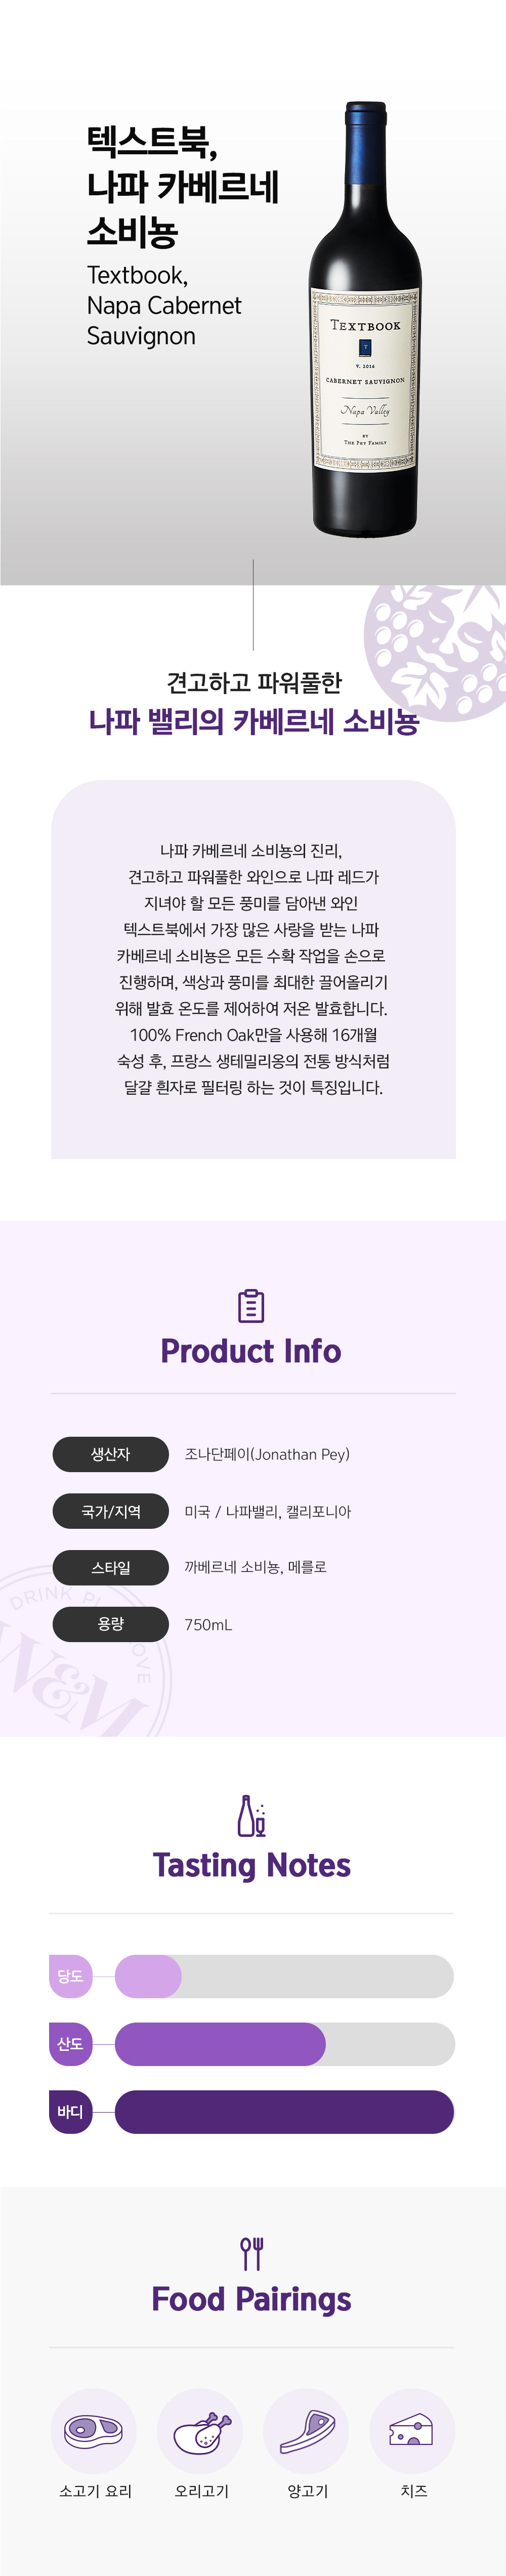 텍스트북,
나파 카베르네
소비뇽
Textbook,
Napa Cabernet
Sauvignon
TEXTBOOK
T
V. 2016
CABERNET SAUVIGNON
Napa Valley
BY
THE PEY FAMILY
견고하고 파워풀한
나파 밸리의 카베르네 소비뇽
나파 카베르네 소비뇽의 진리,
견고하고 파워풀한 와인으로 나파 레드가
지녀야 할 모든 풍미를 담아낸 와인
텍스트북에서 가장 많은 사랑을 받는 나파
카베르네 소비뇽은 모든 수확 작업을 손으로
진행하며, 색상과 풍미를 최대한 끌어올리기
위해 발효 온도를 제어하여 저온 발효합니다.
100% French Oak만을 사용해 16개월
숙성 후, 프랑스 생테밀리옹의 전통 방식처럼
달걀 흰자로 필터링 하는 것이 특징입니다.
Product Info
생산자 조나단페이(Jonathan Pey)
국가/지역 미국 / 나파밸리, 캘리포니아
스타일 까베르네 소비뇽, 메를로
용량 750mL
DRINK
W&M
Tasting Notes
당도
산도
바디
Food Pairings
소고기 요리 오리고기 양고기 치즈